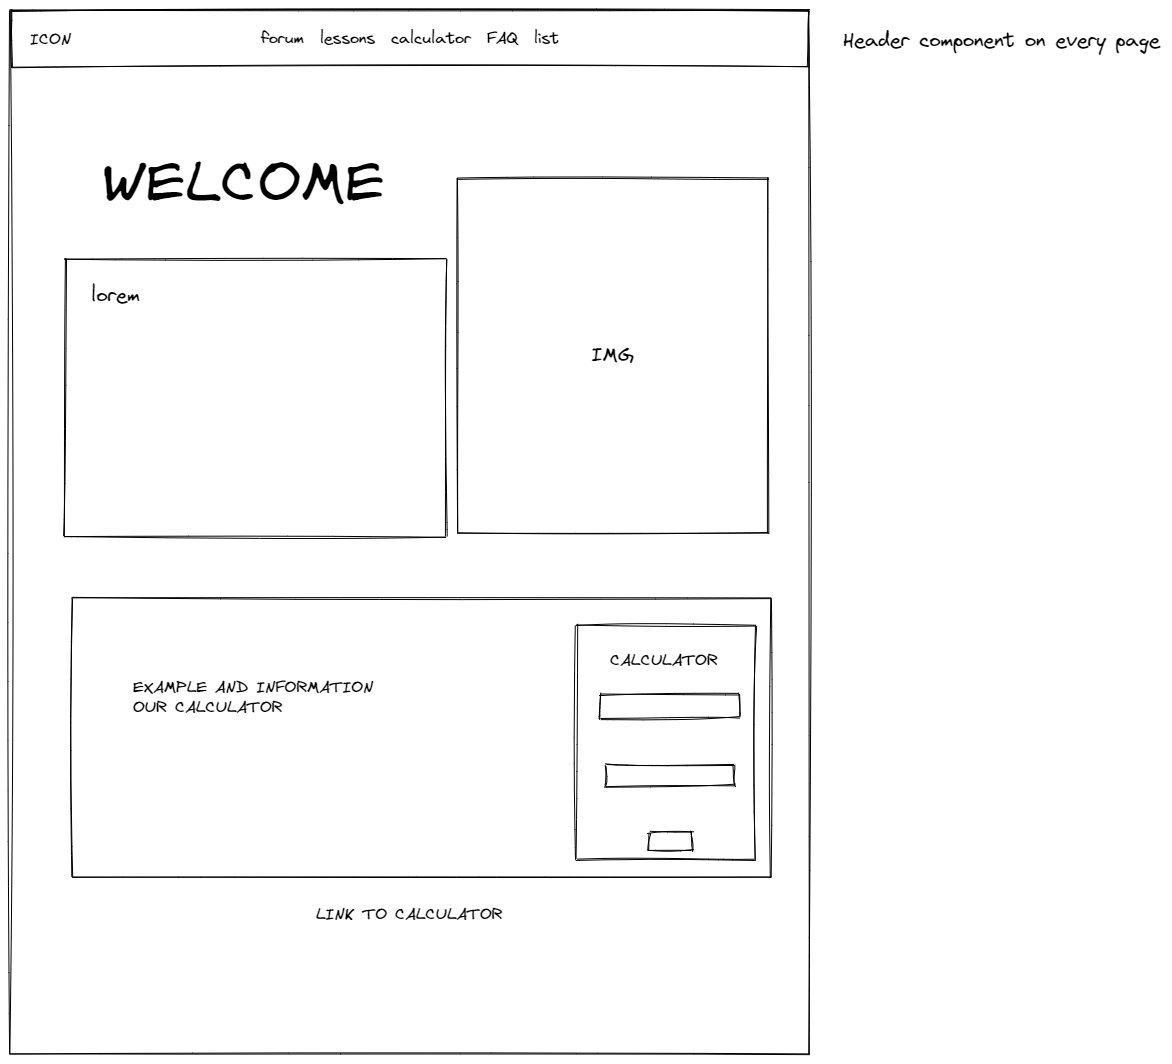 ICON
forum lessons calculator FAQ list
Header component on every page
WELCOME
lorem
IMG
CALCULATOR
EXAMPLE AND INFORMATION
OUR CALCULATOR
LINK TO CALCULATOR